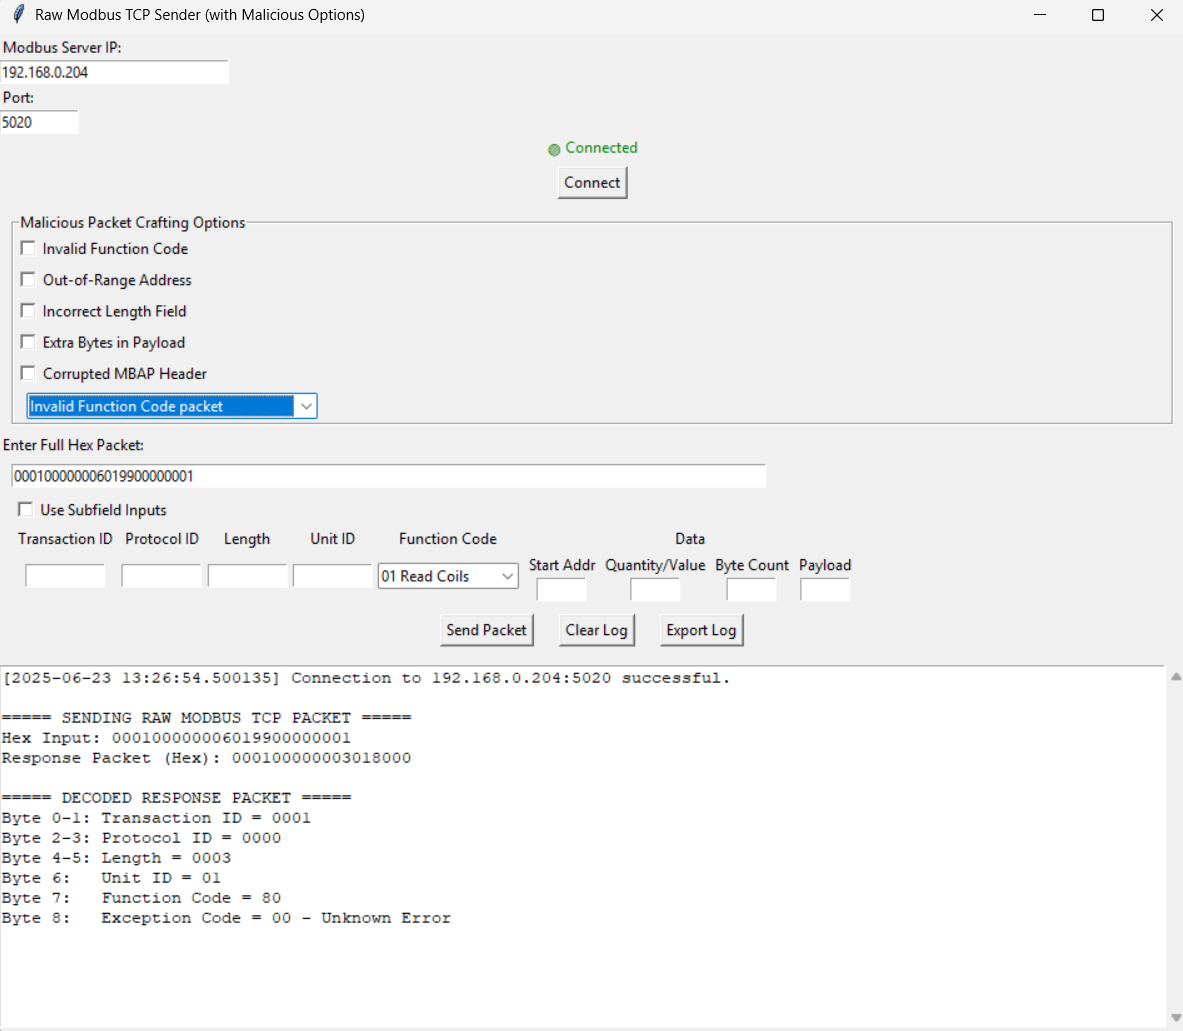 Raw Modbus TCP Sender (with Malicious Options)
Modbus Server IP:
192.168.0.204
Port:
5020
Connected
Connect
Malicious Packet Crafting Options
Invalid Function Code
Out-of-Range Address
Incorrect Length Field
Extra Bytes in Payload
Corrupted MBAP Header
Invalid Function Code packet
Enter Full Hex Packet:
000100000006019900000001
Use Subfield Inputs
Transaction ID Protocol ID Length Unit ID Function Code Data
Start Addr Quantity/Value Byte Count Payload
01 Read Coils
Send Packet Clear Log Export Log
[2025-06-23 13:26:54.500135] Connection to 192.168.0.204:5020 successful.
===== SENDING RAW MODBUS TCP PACKET =====
Hex Input: 000100000006019900000001
Response Packet (Hex): 000100000003018000
===== DECODED RESPONSE PACKET =====
Byte 0-1: Transaction ID = 0001
Byte 2-3: Protocol ID = 0000
Byte 4-5: Length = 0003
Byte 6: Unit ID = 01
Byte 7: Function Code = 80
Byte 8: Exception Code = 00 - Unknown Error